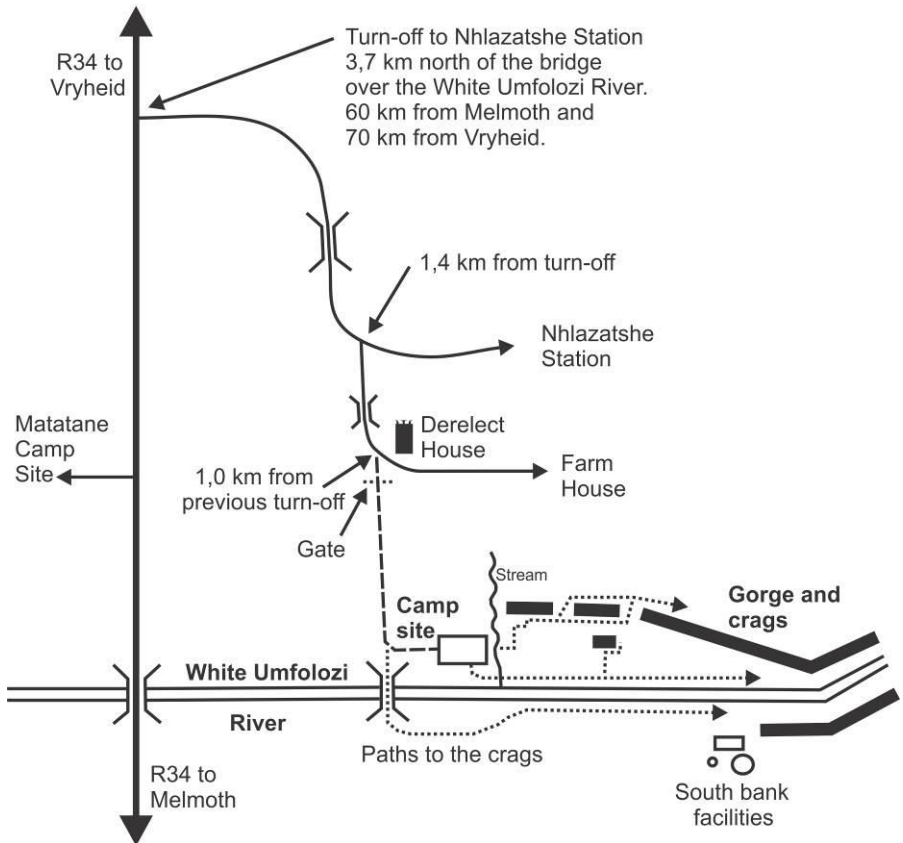 R34 to
Vryheid
Turn-off to Nhlazatshe Station
3,7 km north of the bridge
over the White Umfolozi River.
60 km from Melmoth and
70 km from Vryheid.
1,4 km from turn-off
Nhlazatshe
Station
Matatane
Camp
Site
Derelect
House
1,0 km from
previous turn-off
Farm
House
Gate
Stream
Camp
site
Gorge and
crags
White Umfolozi
River
Paths to the crags
R34 to
Melmoth
South bank
facilities